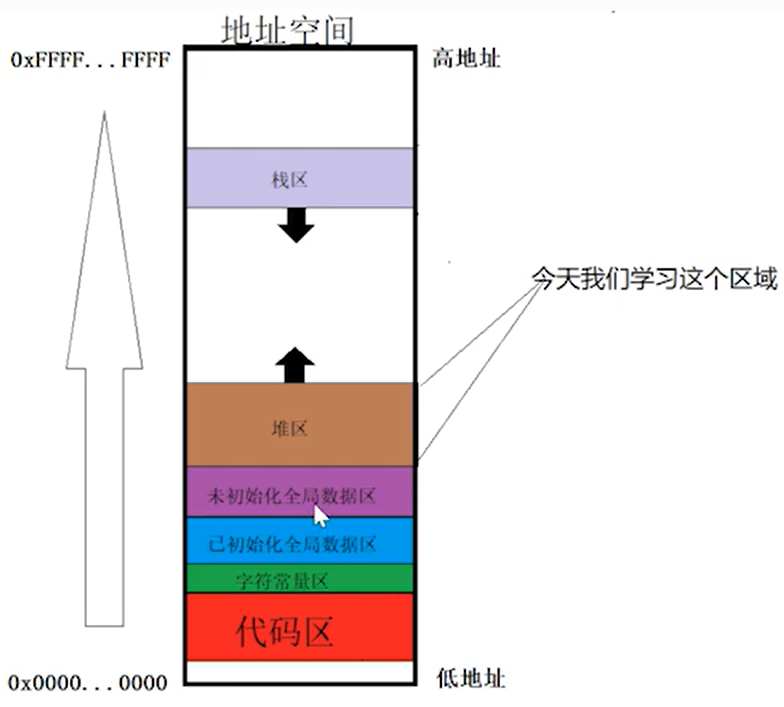 地址空间
0xFFFF...FFFF
高地址
栈区
今天我们学习这个区域
堆区
未初始化全局数据区
已初始化全局数据区
字符常量区
代码区
0x0000...0000
低地址